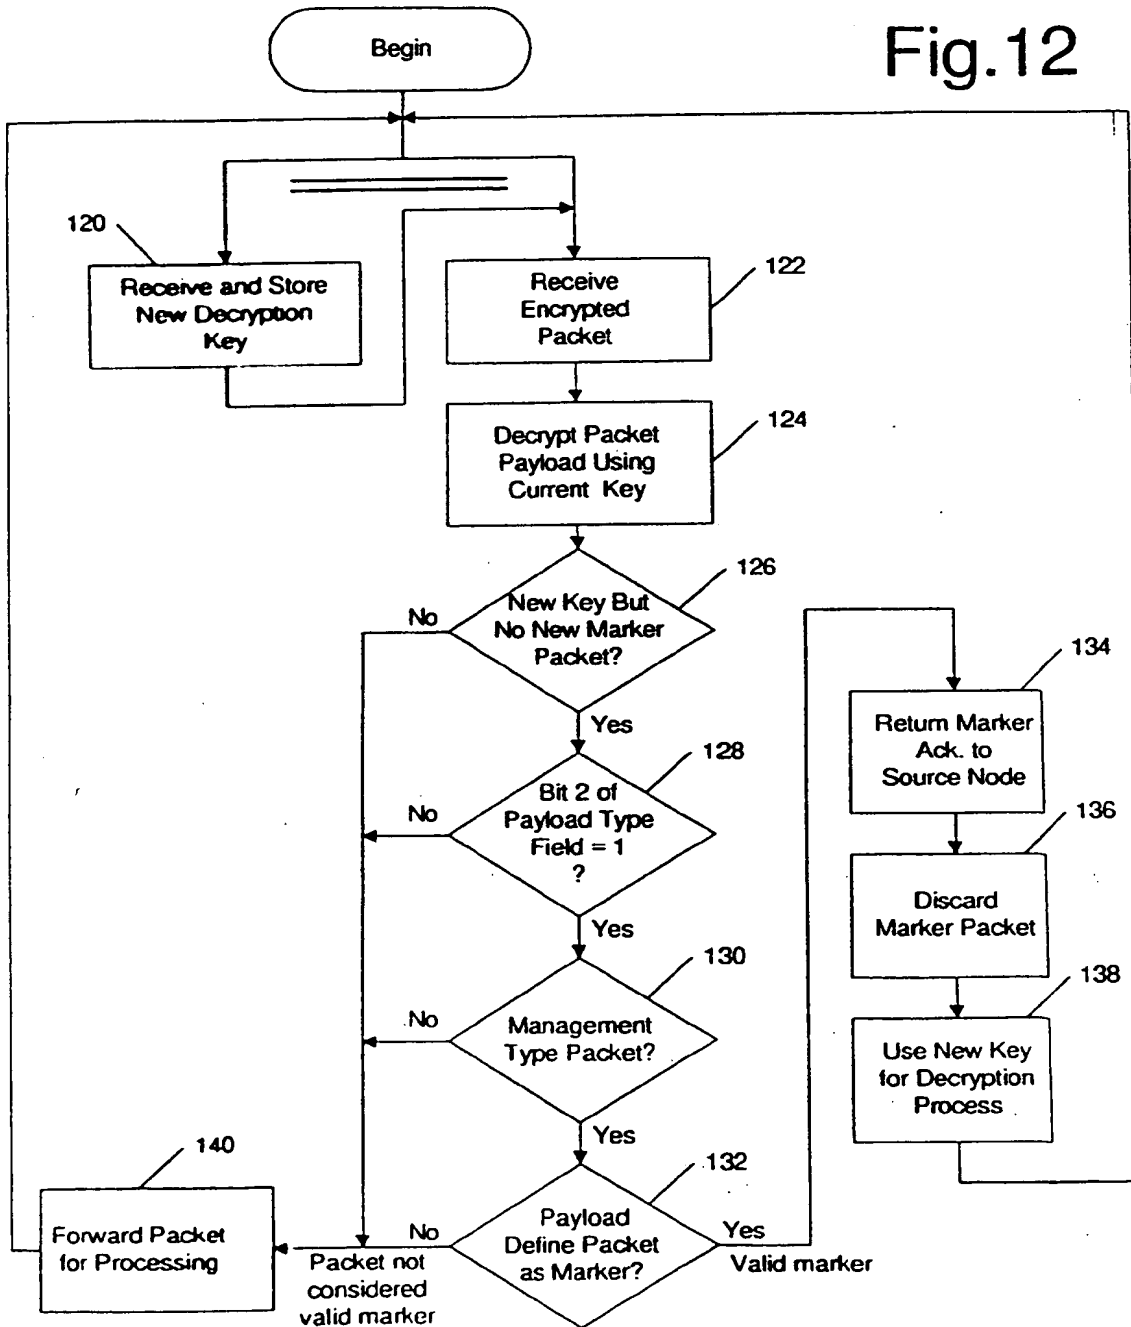 Fig.12
Begin
120
Receive and Store
New Decryption
Key
122
Receive
Encrypted
Packet
124
Decrypt Packet
Payload Using
Current Key
126
New Key But
No New Marker
Packet?
No
Yes
128
Bit 2 of
Payload Type
Field = 1
?
No
Yes
130
Management
Type Packet?
No
Yes
132
Payload
Define Packet
as Marker?
No
Packet not
considered
valid marker
Yes
Valid marker
134
Return Marker
Ack. to
Source Node
136
Discard
Marker Packet
138
Use New Key
for Decryption
Process
140
Forward Packet
for Processing